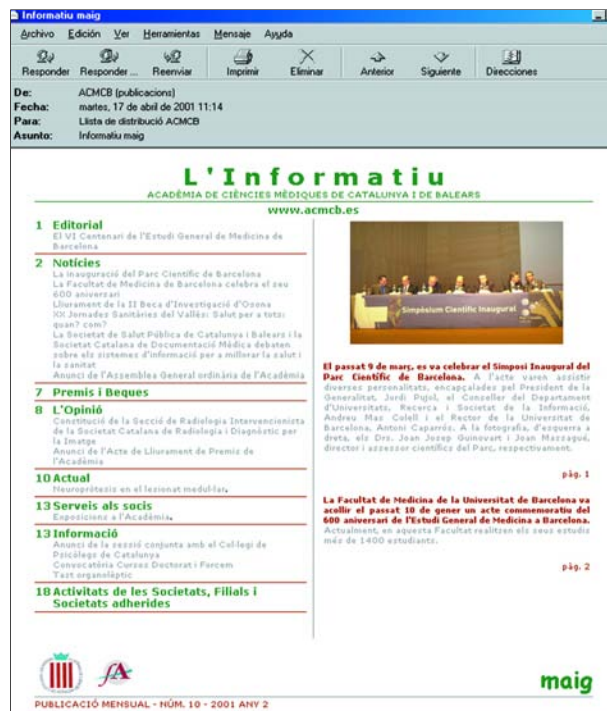 Informatiu maig
Archivo Edición Ver Herramientas Mensaje Ayuda
Responder Responder ... Reenviar Imprimir Eliminar Anterior Siguiente Direcciones
De: ACMCB (publicacions)
Fecha: martes, 17 de abril de 2001 11:14
Para: Llista de distribució ACMCB
Asunto: Informatiu maig
L'Informatiu
ACADÈMIA DE CIÈNCIES MÈDIQUES DE CATALUNYA I DE BALEARS
www.acmcb.es
1 Editorial
El VI Centenari de l'Estudi General de Medicina de
Barcelona
2 Notícies
La inauguració del Parc Científic de Barcelona
La Facultat de Medicina de Barcelona celebra el seu
600 aniversari
Lliurament de la II Beca d'Investigació d'Osona
XX Jornades Sanitàries del Vallès: Salut per a tots:
quan? com?
La Societat de Salut Pública de Catalunya i Balears i la
Societat Catalana de Documentació Mèdica debaten
sobre els sistemes d'informació per a millorar la salut i
la sanitat
Anunci de l'Assemblea General ordinària de l'Acadèmia
7 Premis i Beques
8 L'Opinió
Constitució de la Secció de Radiologia Intervencionista
de la Societat Catalana de Radiologia i Diagnòstic per
la Imatge
Anunci de l'Acte de Lliurament de Premis de
l'Acadèmia
10 Actual
Neuropròtesis en el lesionat medul·lar.
13 Serveis als socis
Exposicions a l'Acadèmia.
13 Informació
Anunci de la sessió conjunta amb el Col·legi de
Psicòlegs de Catalunya
Convocatòria Cursos Doctorat i Forcem
Tast organolèptic
18 Activitats de les Societats, Filials i
Societats adherides
Simpòsium Científic Inaugural
El passat 9 de març, es va celebrar el Simposi Inaugural del
Parc Científic de Barcelona. A l'acte varen assistir
diverses personalitats, encapçalades pel President de la
Generalitat, Jordi Pujol, el Conseller del Departament
d'Universitats, Recerca i Societat de la Informació,
Andreu Mas Colell i el Rector de la Universitat de
Barcelona, Antoni Caparrós. A la fotografia, d'esquerra a
dreta, els Drs. Joan Josep Guinovart i Joan Massagué,
director i assessor científics del Parc, respectivament.
pàg. 1
La Facultat de Medicina de la Universitat de Barcelona va
acollir el passat 10 de gener un acte commemoratiu del
600 aniversari de l'Estudi General de Medicina a Barcelona.
Actualment, en aquesta Facultat realitzen els seus estudis
més de 1400 estudiants.
pàg. 2
maig
PUBLICACIÓ MENSUAL - NÚM. 10 - 2001 ANY 2